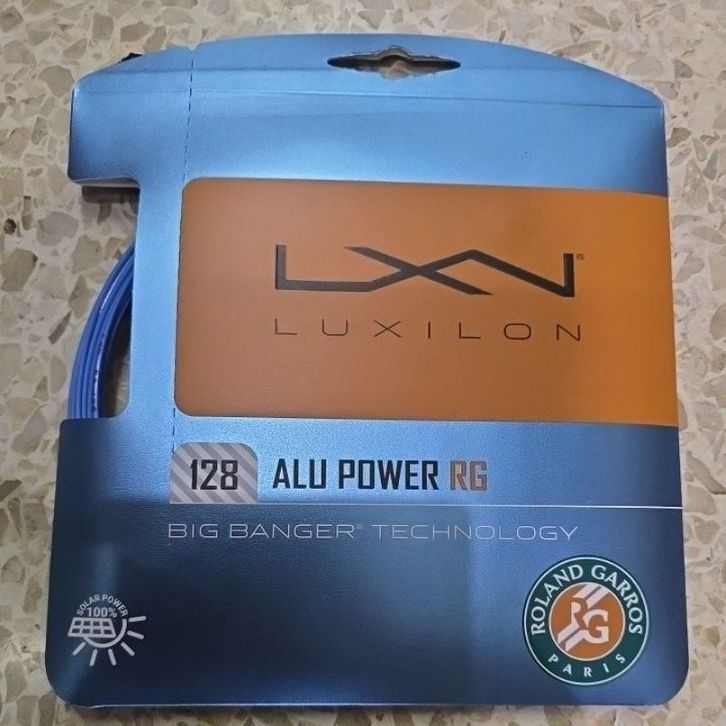 LXN®
LUXILON
128 ALU POWER RG
BIG BANGER® TECHNOLOGY
SOLAR POWER
100%
ROLAND GARROS
RG
PARIS